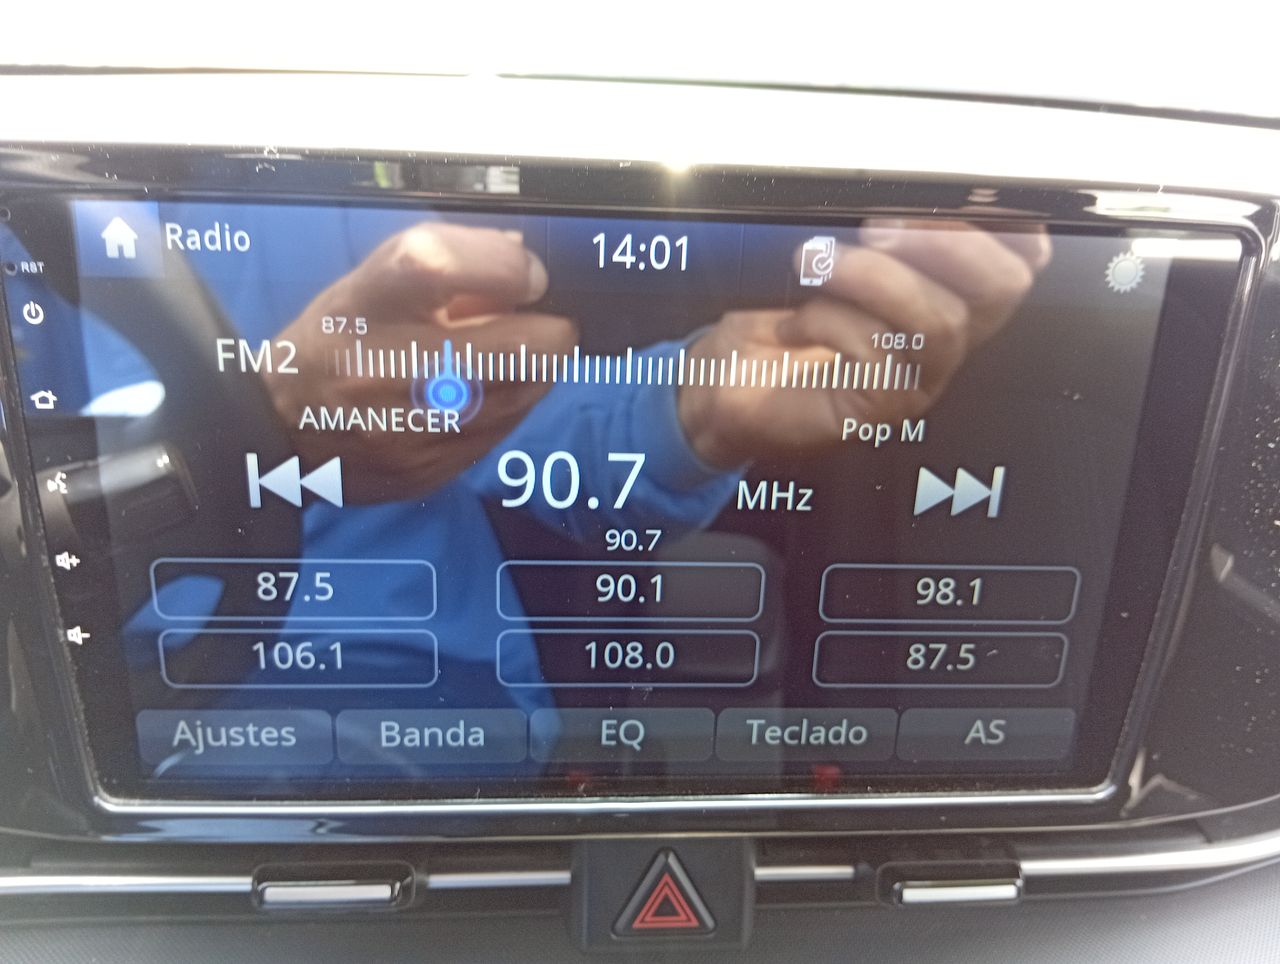 Radio
14:01
RST
87.5
108.0
FM2
AMANECER
Pop M
90.7
MHz
90.7
87.5
90.1
98.1
106.1
108.0
87.5
Ajustes
Banda
EQ
Teclado
AS